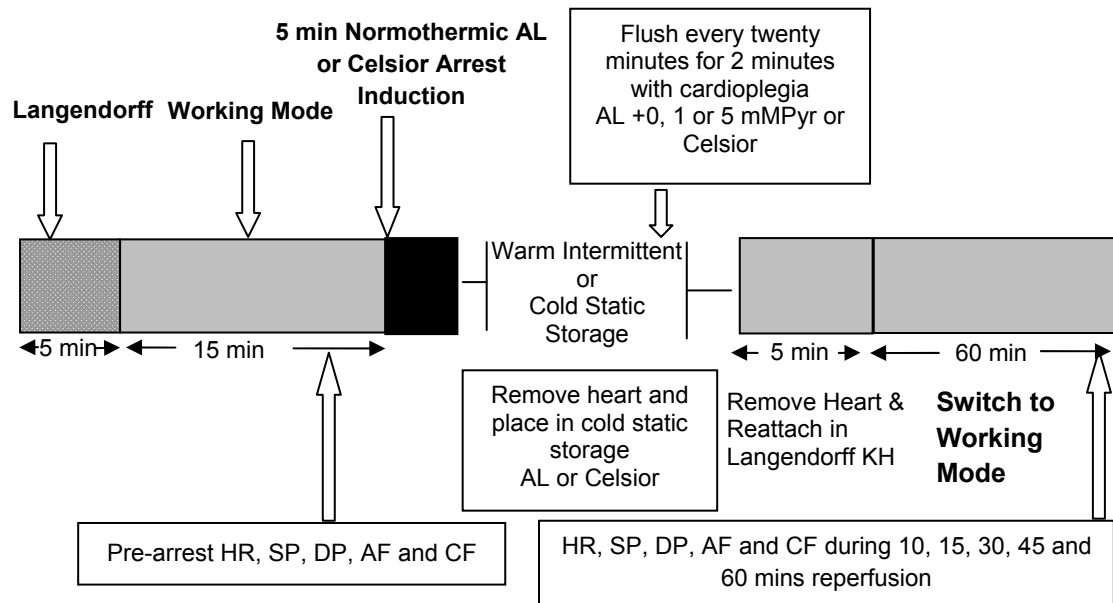 5 min Normothermic AL
or Celsior Arrest
Induction
Flush every twenty
minutes for 2 minutes
with cardioplegia
AL +0, 1 or 5 mMPyr or
Celsior
Langendorff
Working Mode
Warm Intermittent
or
Cold Static
Storage
5 min
15 min
5 min
60 min
Remove heart and
place in cold static
storage
AL or Celsior
Remove Heart &
Reattach in
Langendorff KH
Switch to
Working
Mode
Pre-arrest HR, SP, DP, AF and CF
HR, SP, DP, AF and CF during 10, 15, 30, 45 and
60 mins reperfusion